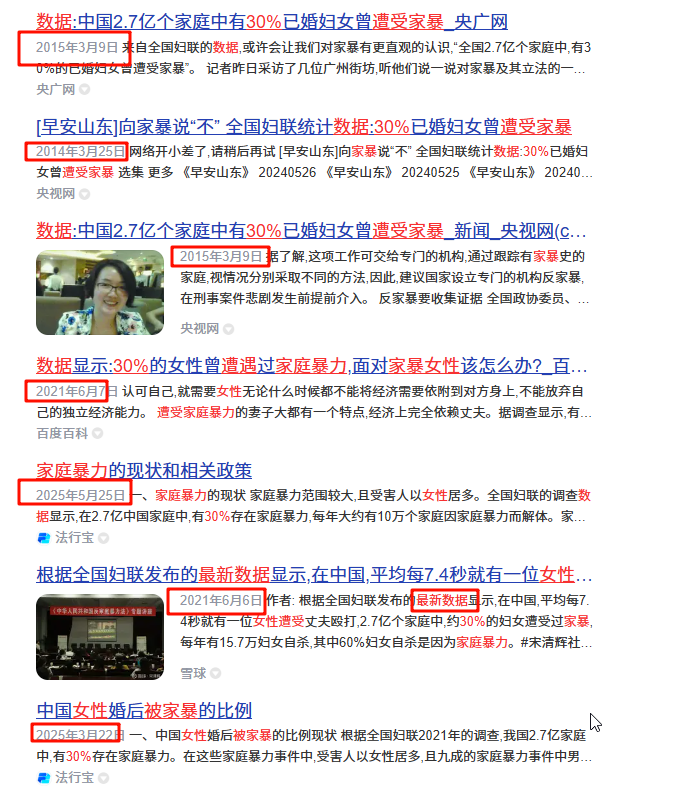 数据:中国2.7亿个家庭中有30%已婚妇女曾遭受家暴_央广网
2015年3月9日 来自全国妇联的数据,或许会让我们对家暴有更直观的认识,“全国2.7亿个家庭中,有3
0%的已婚妇女曾遭受家暴”。 记者昨日采访了几位广州街坊,听他们说一说对家暴及其立法的一…
央广网
[早安山东]向家暴说“不” 全国妇联统计数据:30%已婚妇女曾遭受家暴
2014年3月25日 网络开小差了,请稍后再试 [早安山东]向家暴说“不” 全国妇联统计数据:30%已婚妇
女曾遭受家暴 选集 更多 《早安山东》 20240526 《早安山东》 20240525 《早安山东》 20240…
央视网
数据:中国2.7亿个家庭中有30%已婚妇女曾遭受家暴_新闻_央视网(c…
2015年3月9日 据了解,这项工作可交给专门的机构,通过跟踪有家暴史的
家庭,视情况分别采取不同的方法,因此,建议国家设立专门的机构反家暴,
在刑事案件悲剧发生前提前介入。 反家暴要收集证据 全国政协委员、…
央视网
数据显示:30%的女性曾遭遇过家庭暴力,面对家暴女性该怎么办?_百…
2021年6月7日 认可自己,就需要女性无论什么时候都不能将经济需要依附到对方身上,不能放弃自
己的独立经济能力。 遭受家庭暴力的妻子大都有一个特点,经济上完全依赖丈夫。据调查显示,有…
百度百科
家庭暴力的现状和相关政策
2025年5月25日 一、家庭暴力的现状 家庭暴力范围较大,且受害人以女性居多。全国妇联的调查数
据显示,在2.7亿中国家庭中,有30%存在家庭暴力,每年大约有10万个家庭因家庭暴力而解体。家…
法行宝
根据全国妇联发布的最新数据显示,在中国,平均每7.4秒就有一位女性…
2021年6月6日 作者: 根据全国妇联发布的最新数据显示,在中国,平均每7.
4秒就有一位女性遭受丈夫殴打,2.7亿个家庭中,约30%的妇女遭受过家暴,
每年有15.7万妇女自杀,其中60%妇女自杀是因为家庭暴力。#宋清辉社…
雪球
中国女性婚后被家暴的比例
2025年3月22日 一、中国女性婚后被家暴的比例现状 根据全国妇联2021年的调查,我国2.7亿家庭
中,有30%存在家庭暴力。在这些家庭暴力事件中,受害人以女性居多,且九成的家庭暴力事件中男…
法行宝